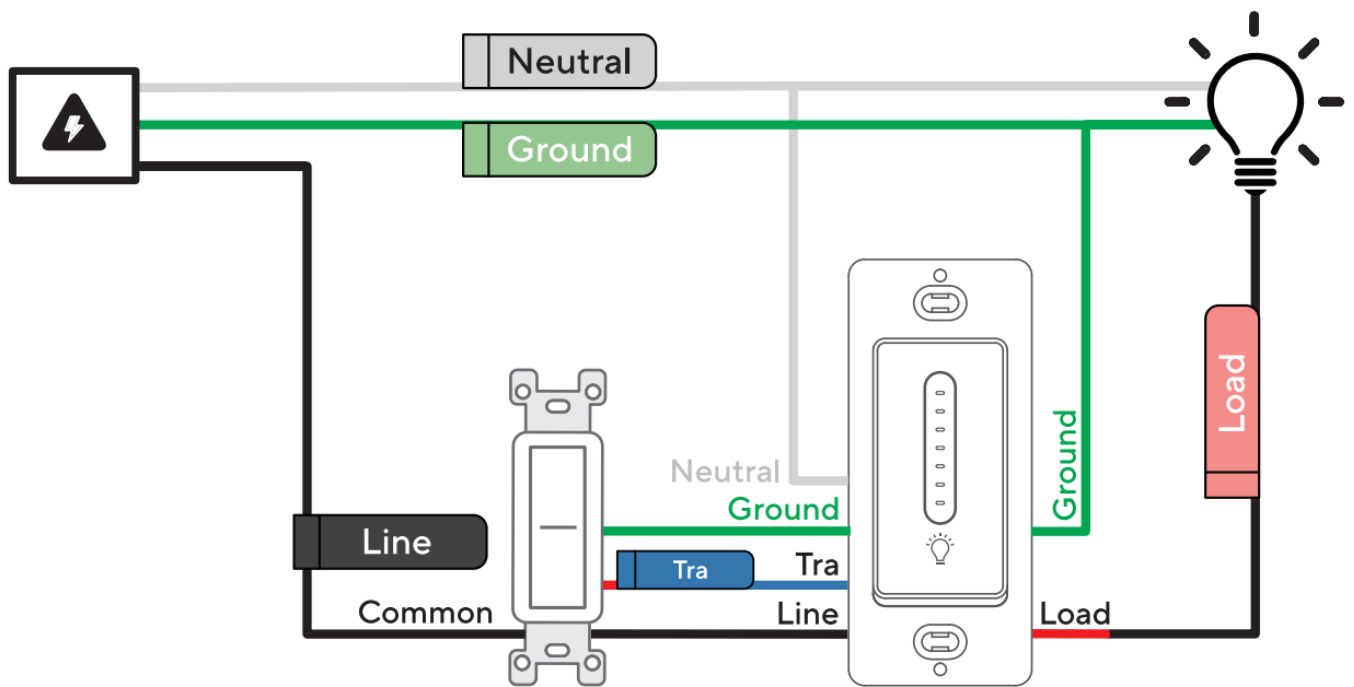 Neutral
Ground
Neutral
Ground
Ground
Load
Line
Tra
Tra
Common
Line
Load